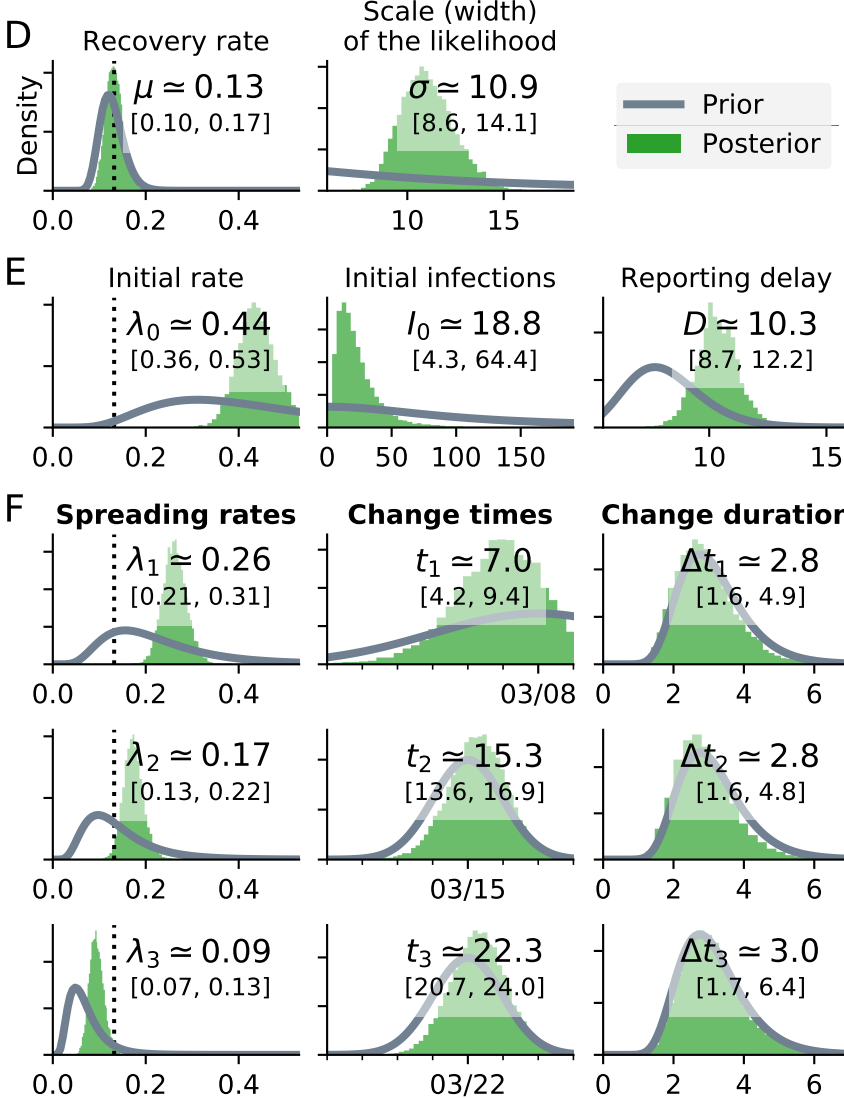 D
Recovery rate
Scale (width)
of the likelihood
Density
μ ≃ 0.13
[0.10, 0.17]
σ ≃ 10.9
[8.6, 14.1]
Prior
Posterior
0.0 0.2 0.4
10 15
E
Initial rate
Initial infections
Reporting delay
λ0 ≃ 0.44
[0.36, 0.53]
I0 ≃ 18.8
[4.3, 64.4]
D ≃ 10.3
[8.7, 12.2]
0.0 0.2 0.4
0 50 100 150
10 15
F
Spreading rates
Change times
Change duration
λ1 ≃ 0.26
[0.21, 0.31]
t1 ≃ 7.0
[4.2, 9.4]
Δt1 ≃ 2.8
[1.6, 4.9]
0.0 0.2 0.4
03/08
0 2 4 6
λ2 ≃ 0.17
[0.13, 0.22]
t2 ≃ 15.3
[13.6, 16.9]
Δt2 ≃ 2.8
[1.6, 4.8]
0.0 0.2 0.4
03/15
0 2 4 6
λ3 ≃ 0.09
[0.07, 0.13]
t3 ≃ 22.3
[20.7, 24.0]
Δt3 ≃ 3.0
[1.7, 6.4]
0.0 0.2 0.4
03/22
0 2 4 6